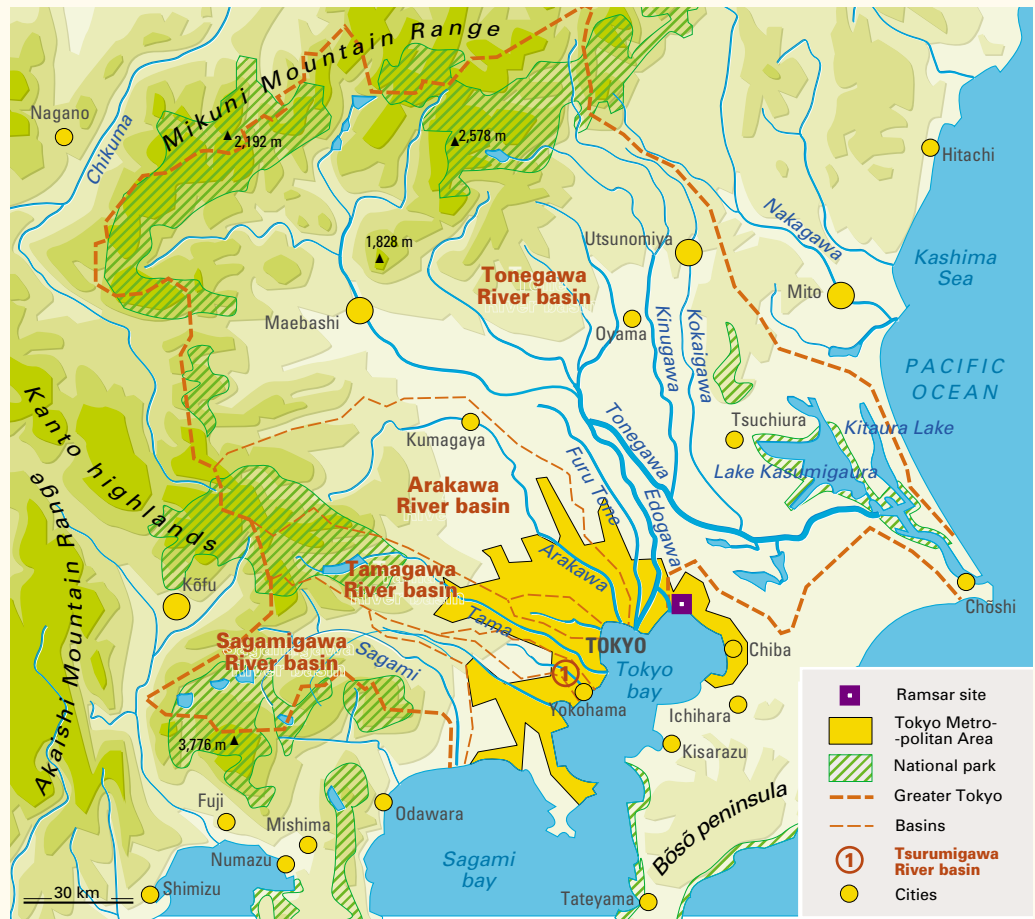 Mikuni Mountain Range
Nagano
Chikuma
2,192 m
2,578 m
Hitachi
Nakagawa
Utsunomiya
1,828 m
Kashima
Sea
Tonegawa
River basin
Mito
Maebashi
Oyama
Kinugawa
Kokaigawa
PACIFIC
OCEAN
Kanto highlands
Kumagaya
Tsuchiura
Kitaura Lake
Lake Kasumigaura
Tonegawa
Furu Tone
Edogawa
Arakawa
River basin
Arakawa
Akaishi Mountain Range
Kōfu
Tamagawa
River basin
Chōshi
Tama
TOKYO
Sagamigawa
River basin
Sagami
Tokyo
bay
Chiba
1
Yokohama
Ichihara
Kisarazu
3,776 m
Fuji
Odawara
Mishima
Numazu
Shimizu
Sagami
bay
Bōsō peninsula
Tateyama
30 km
Ramsar site
Tokyo Metro-
-politan Area
National park
Greater Tokyo
Basins
1
Tsurumigawa
River basin
Cities